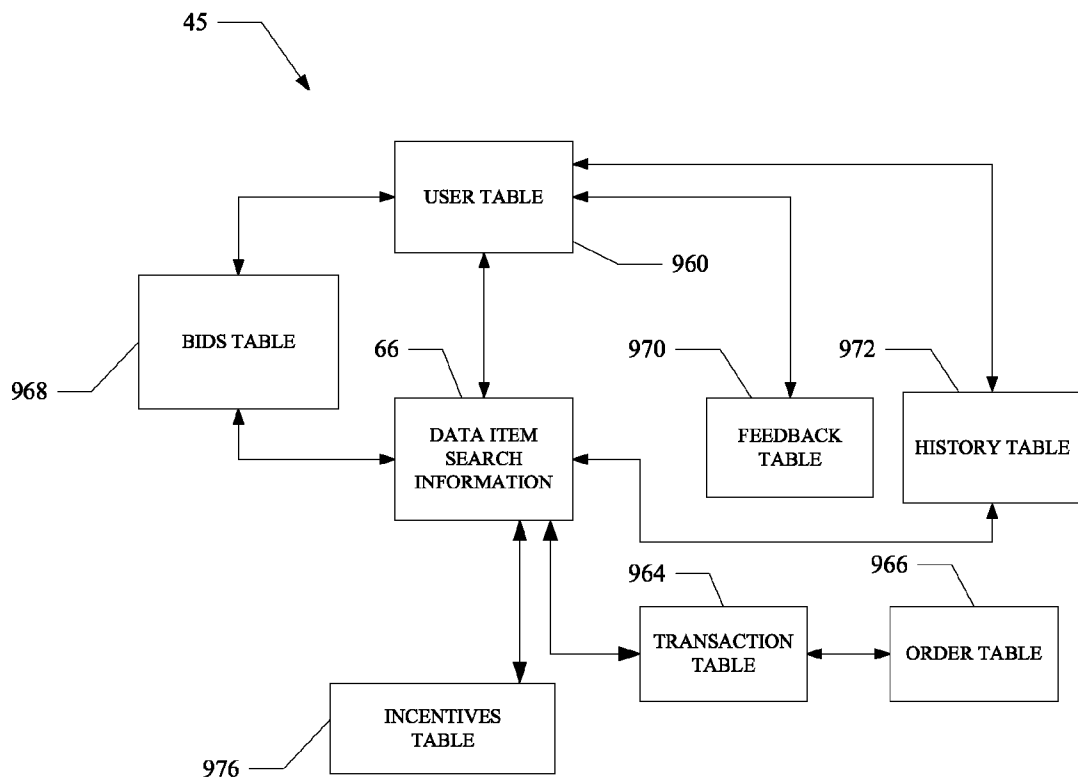 45
USER TABLE
960
BIDS TABLE
968
66
970
972
DATA ITEM
SEARCH
INFORMATION
FEEDBACK
TABLE
HISTORY TABLE
964
966
TRANSACTION
TABLE
ORDER TABLE
INCENTIVES
TABLE
976